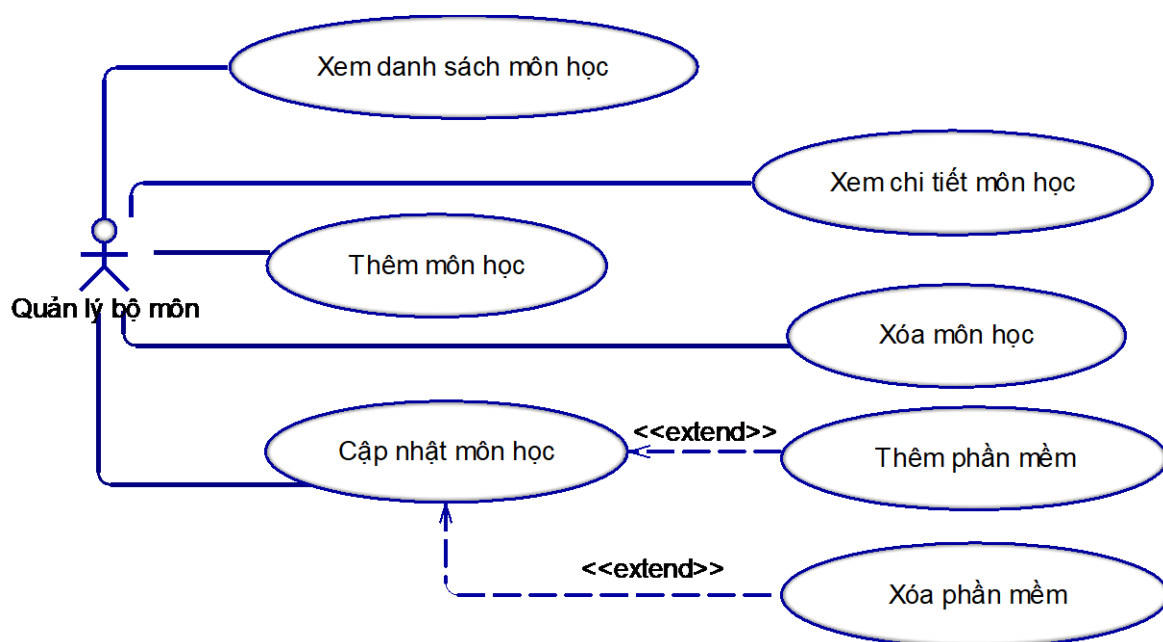 Xem danh sách môn học
Xem chi tiết môn học
Thêm môn học
Quản lý bộ môn
Xóa môn học
Cập nhật môn học
<<extend>>
Thêm phần mềm
<<extend>>
Xóa phần mềm